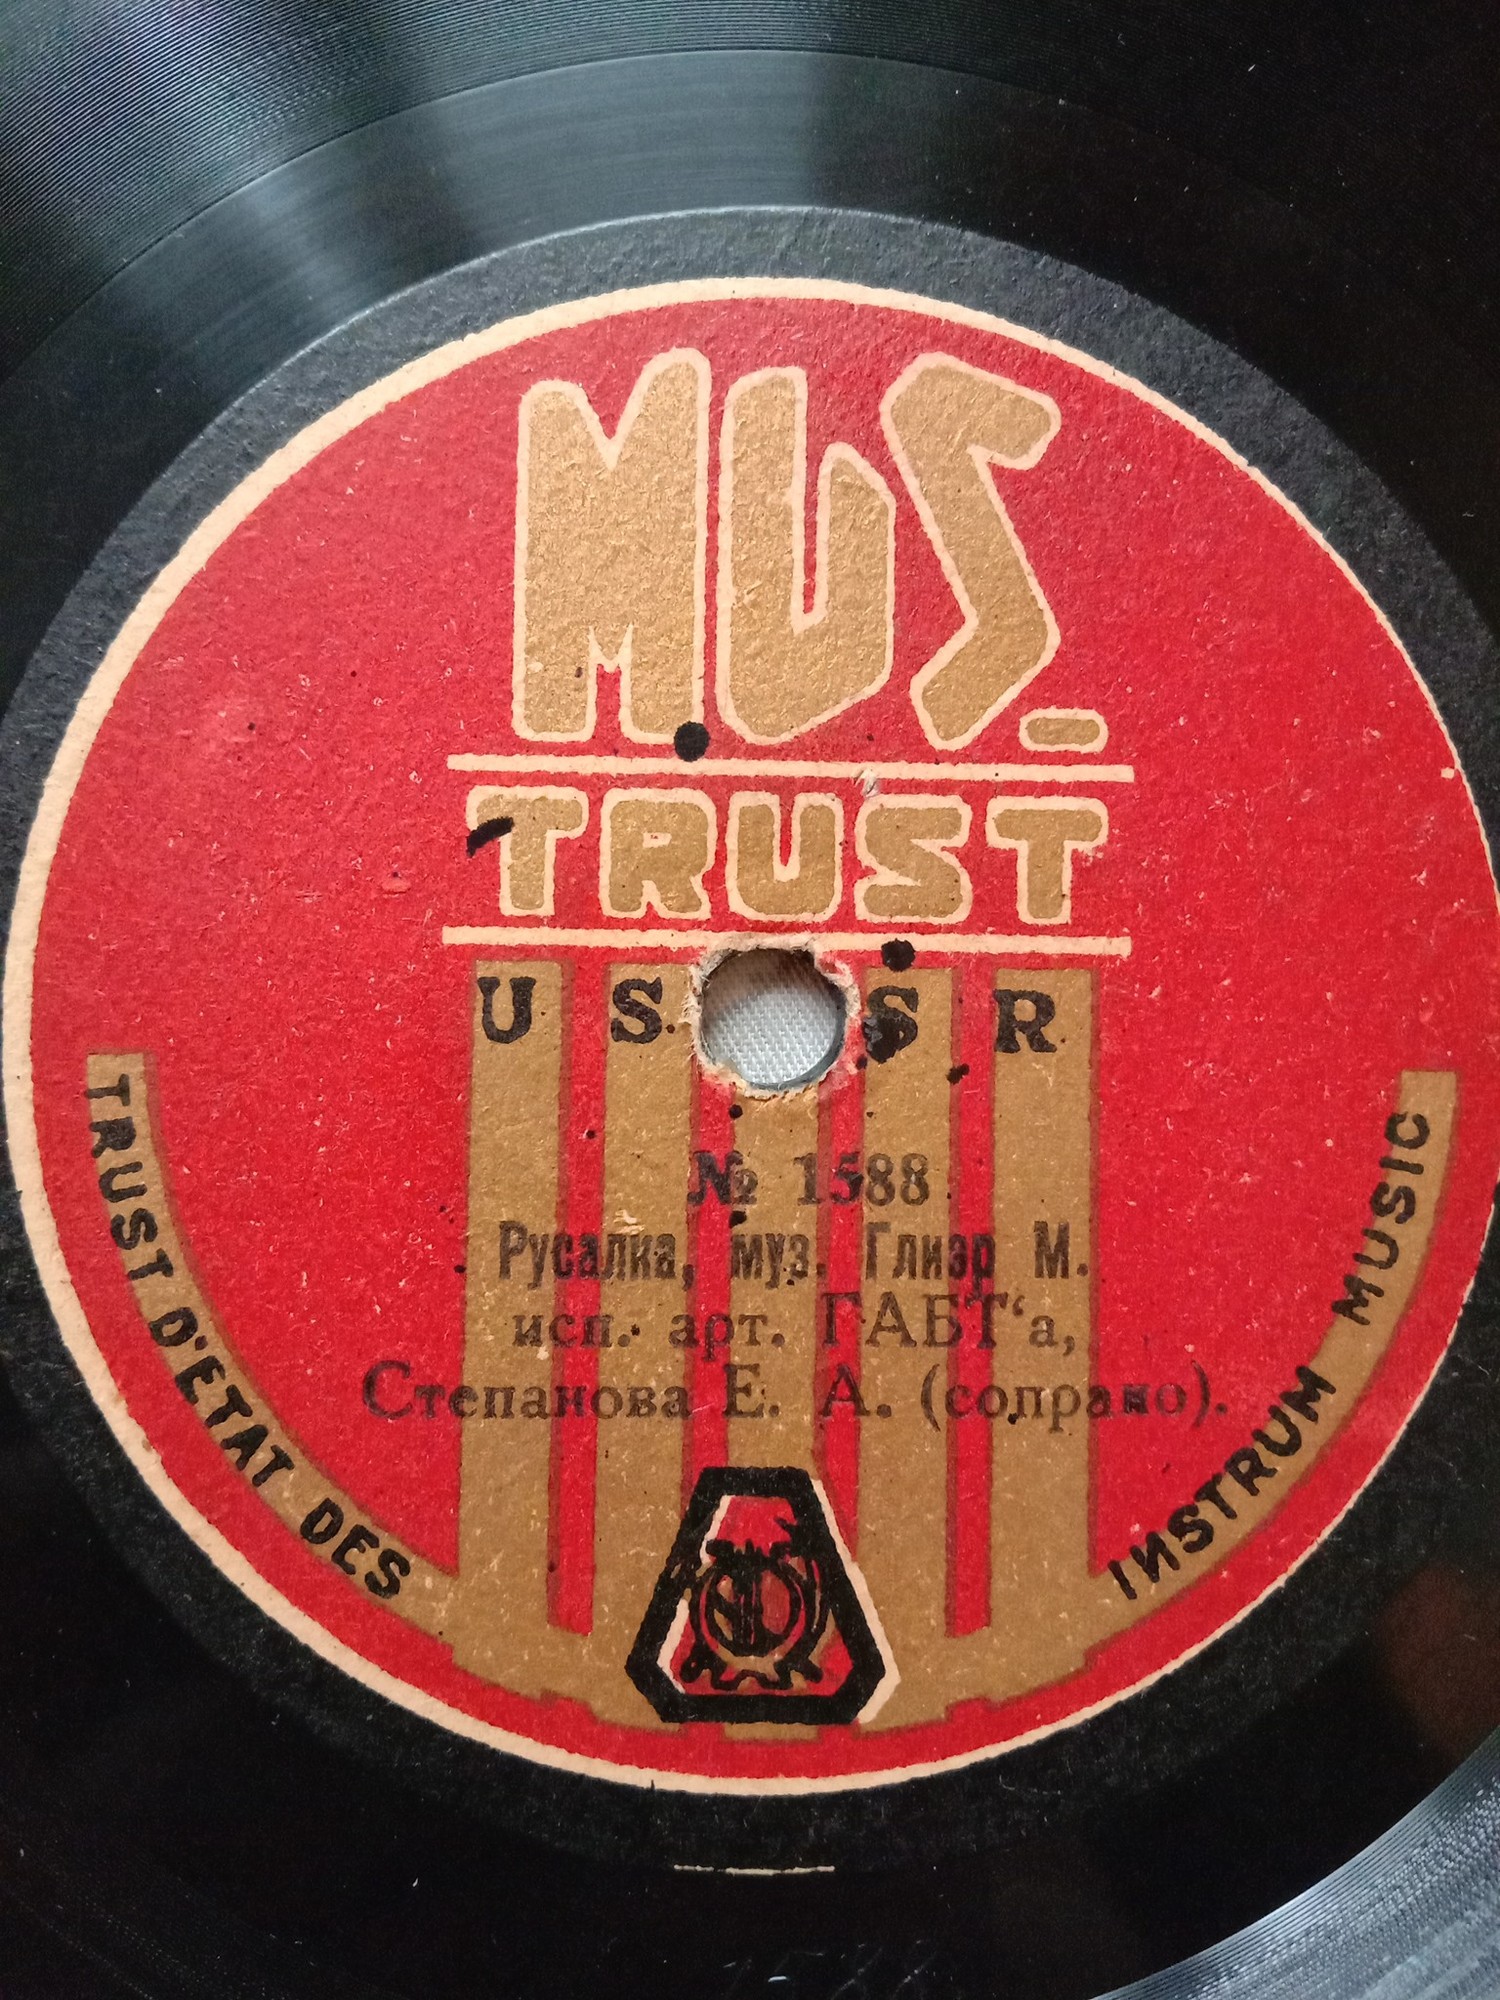 MUS.
TRUST
U S. S R
№ 1588
Русалка, муз. Глиэр М.
исп. арт. ГАБТ‘а,
Степанова Е. А. (сопрано).
TRUST D'ETAT DES
INSTRUM MUSIC